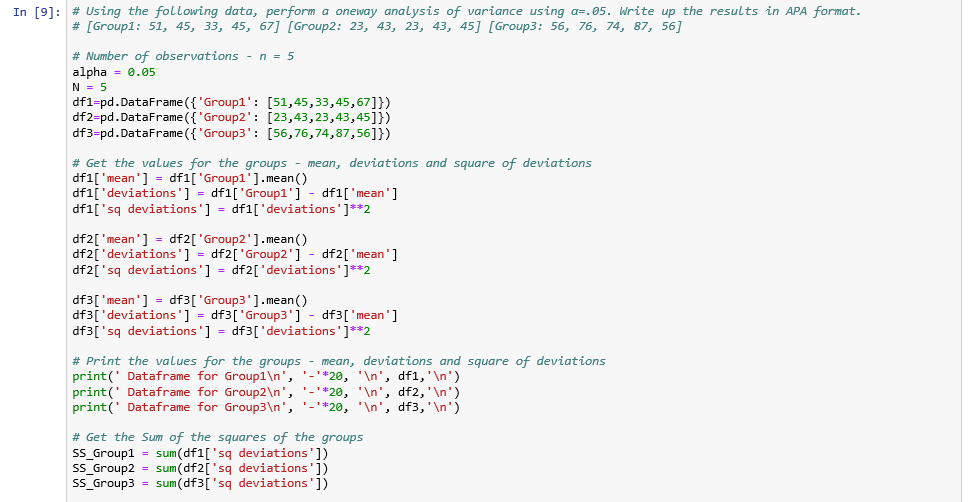 In [9]: # Using the following data, perform a oneway analysis of variance using α=.05. Write up the results in APA format.
# [Group1: 51, 45, 33, 45, 67] [Group2: 23, 43, 23, 43, 45] [Group3: 56, 76, 74, 87, 56]
# Number of observations - n = 5
alpha = 0.05
N = 5
df1=pd.DataFrame({'Group1': [51,45,33,45,67]})
df2=pd.DataFrame({'Group2': [23,43,23,43,45]})
df3=pd.DataFrame({'Group3': [56,76,74,87,56]})
# Get the values for the groups - mean, deviations and square of deviations
df1['mean'] = df1['Group1'].mean()
df1['deviations'] = df1['Group1'] - df1['mean']
df1['sq deviations'] = df1['deviations']**2
df2['mean'] = df2['Group2'].mean()
df2['deviations'] = df2['Group2'] - df2['mean']
df2['sq deviations'] = df2['deviations']**2
df3['mean'] = df3['Group3'].mean()
df3['deviations'] = df3['Group3'] - df3['mean']
df3['sq deviations'] = df3['deviations']**2
# Print the values for the groups - mean, deviations and square of deviations
print(' Dataframe for Group1\n', '-'*20, '\n', df1,'\n')
print(' Dataframe for Group2\n', '-'*20, '\n', df2,'\n')
print(' Dataframe for Group3\n', '-'*20, '\n', df3,'\n')
# Get the Sum of the squares of the groups
SS_Group1 = sum(df1['sq deviations'])
SS_Group2 = sum(df2['sq deviations'])
SS_Group3 = sum(df3['sq deviations'])